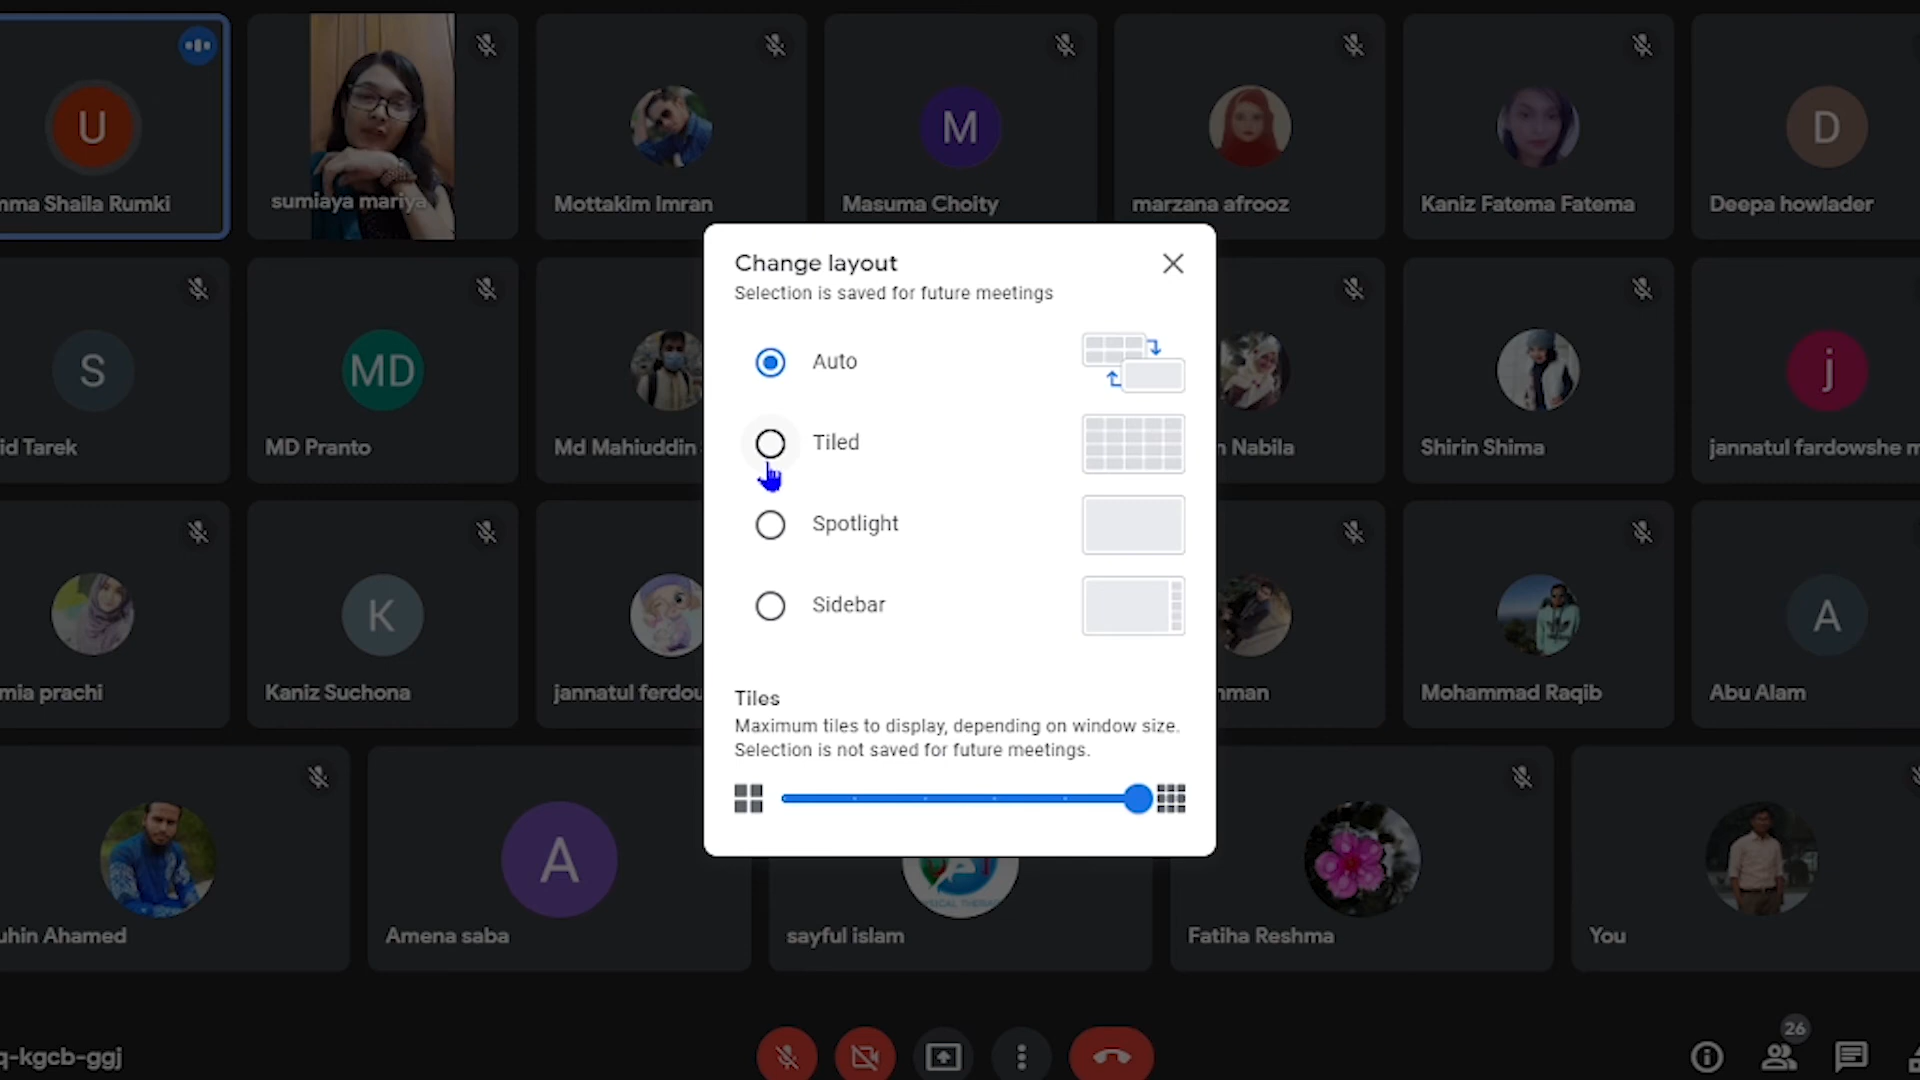 U
mma Shaila Rumki
sumiaya mariya
Mottakim Imran
M
Masuma Choity
marzana afrooz
Kaniz Fatema Fatema
D
Deepa howlader
Change layout
Selection is saved for future meetings
Auto
Tiled
Spotlight
Sidebar
Tiles
Maximum tiles to display, depending on window size.
Selection is not saved for future meetings.
S
id Tarek
MD
MD Pranto
Md Mahiuddin
n Nabila
Shirin Shima
j
jannatul fardowshe m
mia prachi
K
Kaniz Suchona
jannatul ferdou
hman
Mohammad Raqib
A
Abu Alam
uhin Ahamed
A
Amena saba
sayful islam
Fatiha Reshma
You
q-kgcb-ggj
26